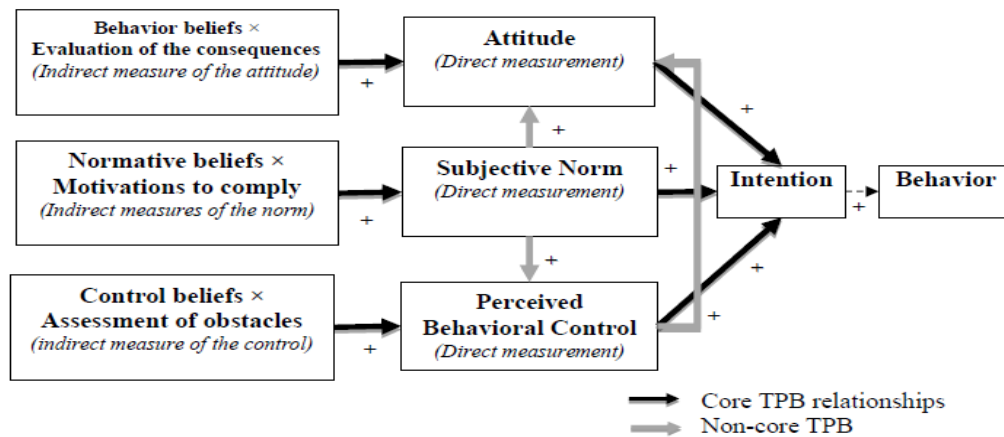 Behavior beliefs ×
Evaluation of the consequences
(Indirect measure of the attitude)
+
Attitude
(Direct measurement)
+
+
Normative beliefs ×
Motivations to comply
(Indirect measures of the norm)
+
Subjective Norm
(Direct measurement)
+
+
Intention
+
Behavior
Control beliefs ×
Assessment of obstacles
(indirect measure of the control)
+
Perceived
Behavioral Control
(Direct measurement)
+
+
Core TPB relationships
Non-core TPB